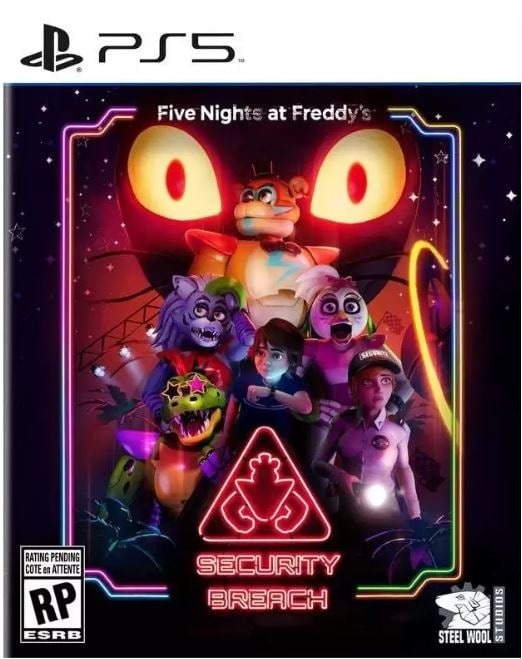 PS5
Five Nights at Freddy's
SECURITY
SECURITY
BREACH
RATING PENDING
COTE en ATTENTE
RP
ESRB
STEEL WOOL
STUDIOS